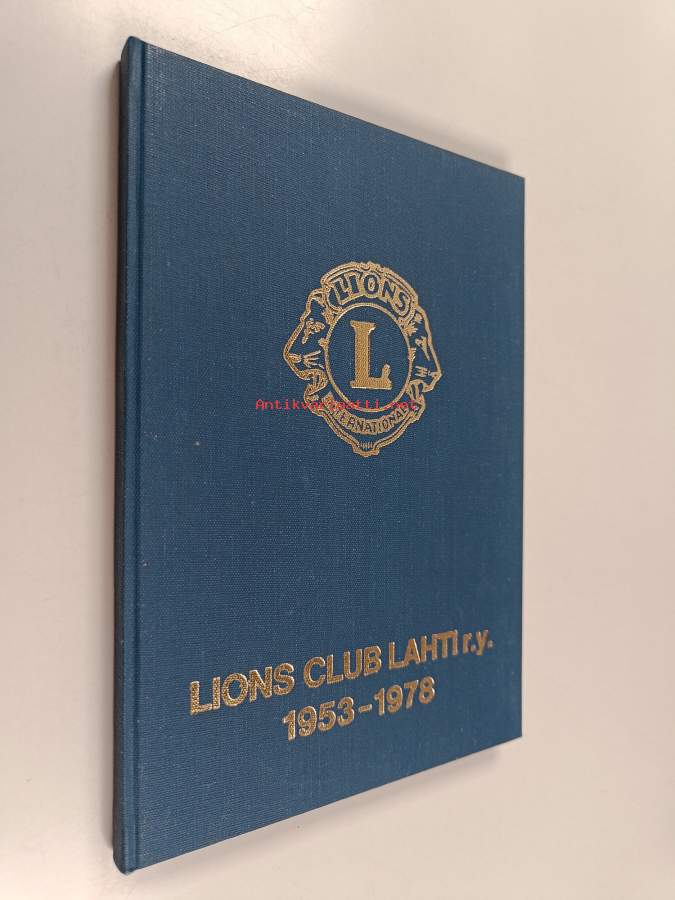 LIONS
L
Antikvariaatti.net
INTERNATIONAL
LIONS CLUB LAHTI r.y.
1953-1978